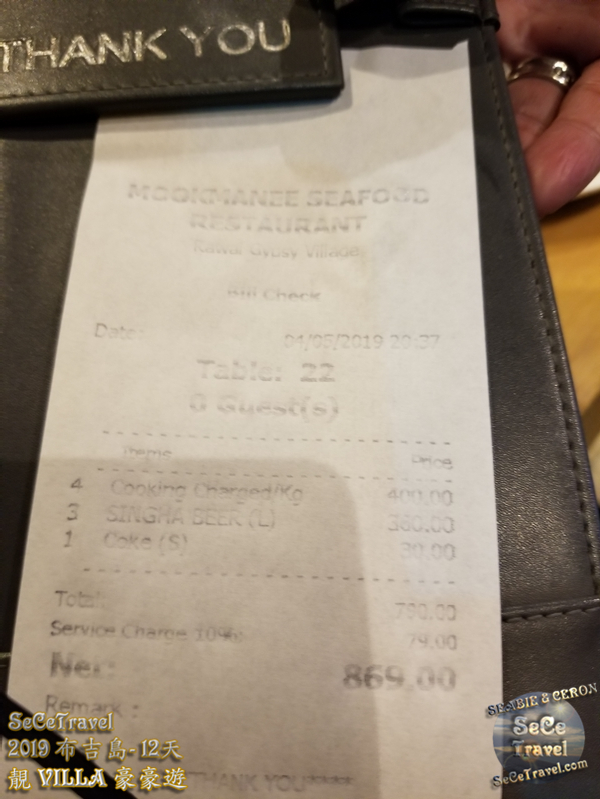 THANK YOU
MOOKMANEE SEAFOOD
RESTAURANT
Rawai Gypsy Village
Bill Check
Date: 04/05/2019 20:37
Table: 22
0 Guest(s)
Items Price
4 Cooking Charged/Kg 400.00
3 SINGHA BEER (L) 360.00
1 Coke (S) 30.00
Total: 790.00
Service Charge 10%: 79.00
Net: 869.00
Remark :
THANK YOU*****
SeCeTravel
2019 布吉島-12天
靚 VILLA 豪豪遊
SEABIE & CERON
SeCe
Travel
SeCeTravel.com